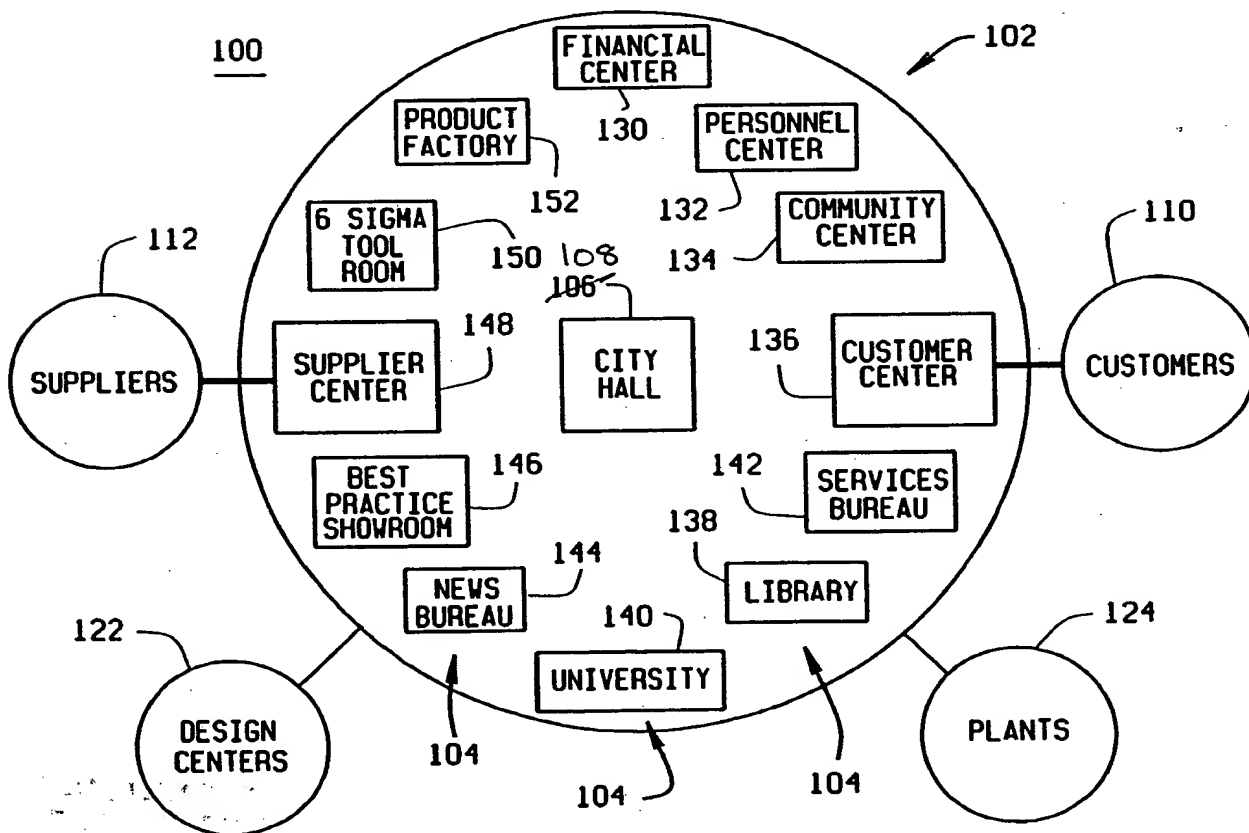 100
FINANCIAL
CENTER
102
130
PRODUCT
FACTORY
152
PERSONNEL
CENTER
132
6 SIGMA
TOOL
ROOM
150
COMMUNITY
CENTER
134
112
110
108
106
SUPPLIERS
SUPPLIER
CENTER
148
CITY
HALL
136
CUSTOMER
CENTER
CUSTOMERS
BEST
PRACTICE
SHOWROOM
146
142
SERVICES
BUREAU
NEWS
BUREAU
144
138
LIBRARY
122
140
UNIVERSITY
124
DESIGN
CENTERS
104
104
104
PLANTS